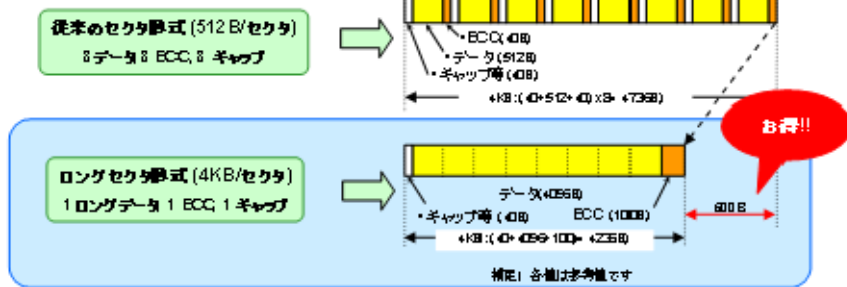 従来のセクタ形式 (512B/セクタ)
8データ 8 ECC, 8 ギャップ
・ECC(40B)
・データ(512B)
・ギャップ等(40B)
4KB:(40+512+40)x8= 4736B
お得!!
ロングセクタ形式 (4KB/セクタ)
1ロングデータ 1 ECC, 1 ギャップ
データ(4096B)
・ギャップ等 (40B)
ECC (100B)
600B
4KB:(40+4096+100)= 4236B
補足) 各値は参考値です